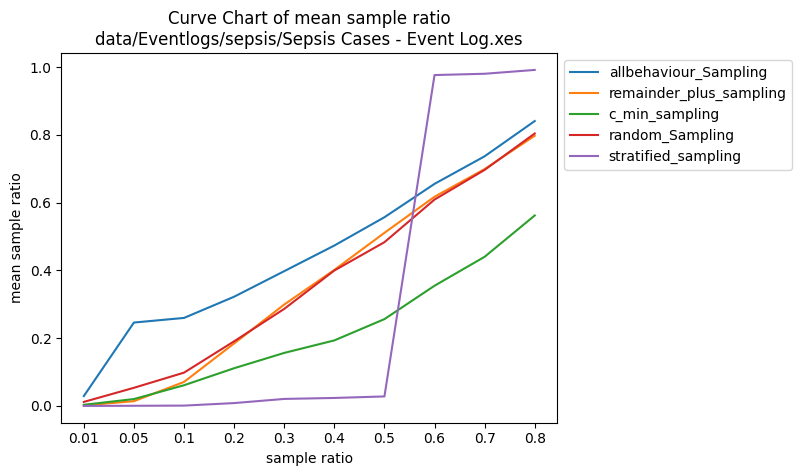 Curve Chart of mean sample ratio
data/Eventlogs/sepsis/Sepsis Cases - Event Log.xes
mean sample ratio
1.0
0.8
0.6
0.4
0.2
0.0
0.01 0.05 0.1 0.2 0.3 0.4 0.5 0.6 0.7 0.8
sample ratio
allbehaviour_Sampling
remainder_plus_sampling
c_min_sampling
random_Sampling
stratified_sampling